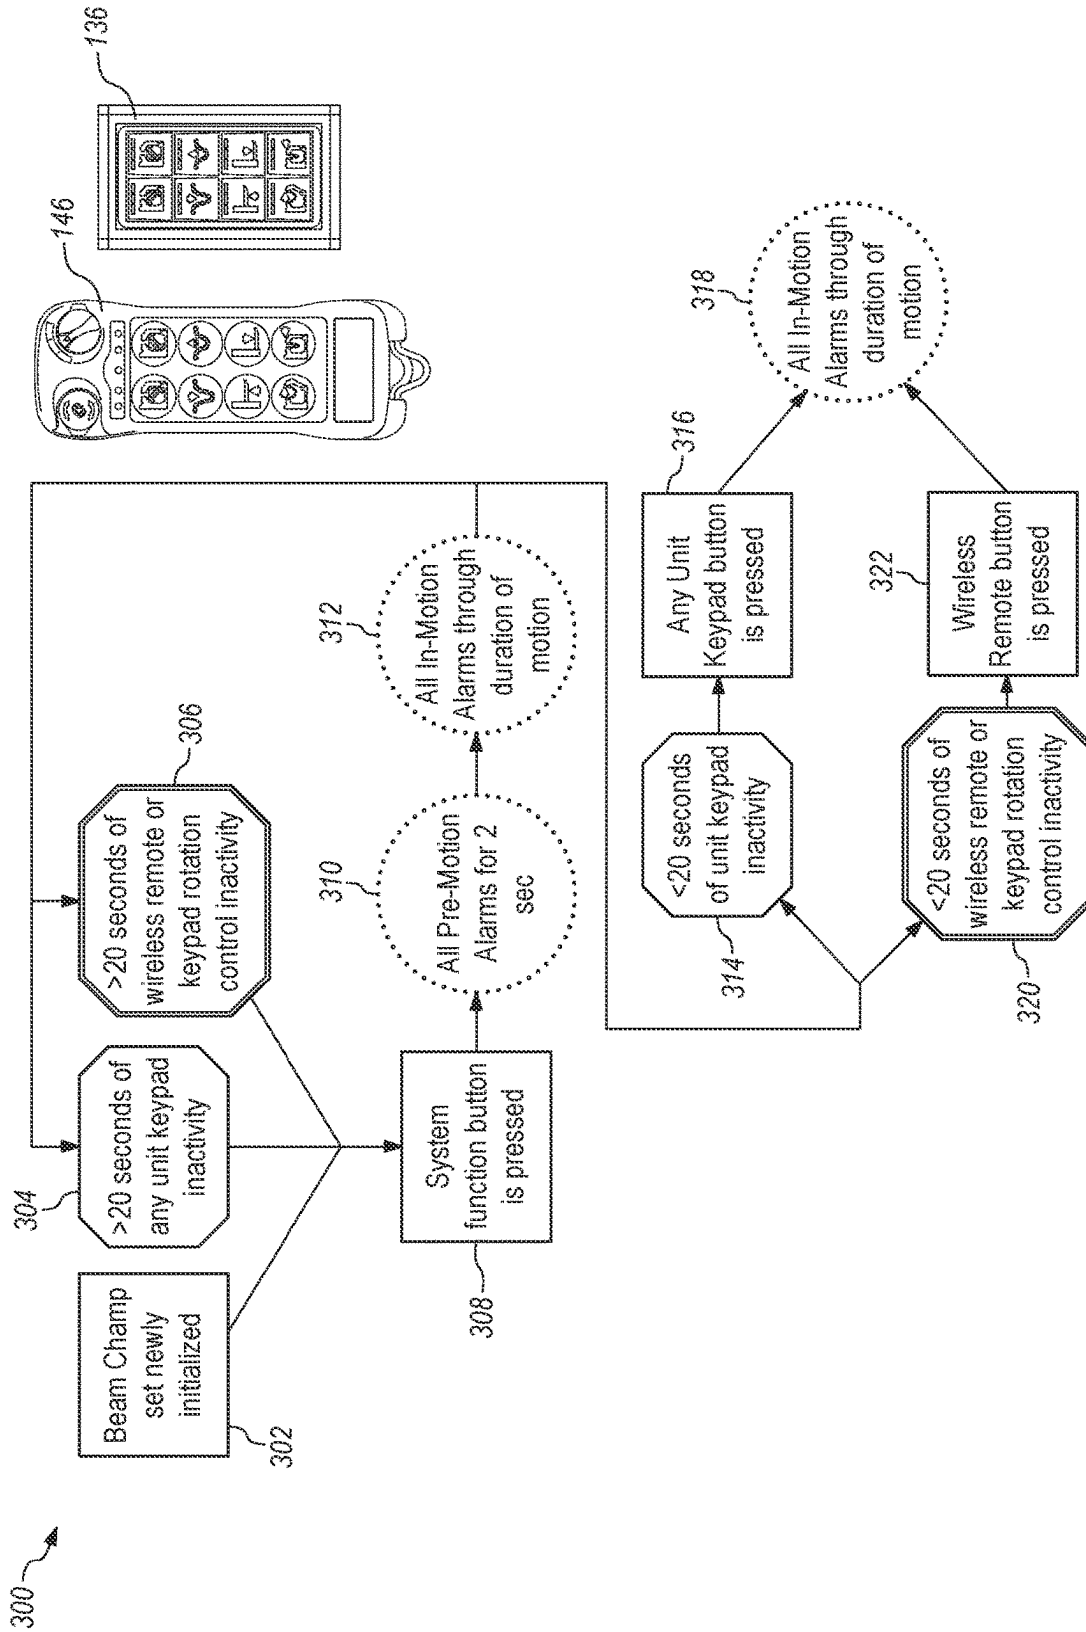 300
Beam Champ
set newly
initialized
302
304
>20 seconds of
any unit keypad
inactivity
>20 seconds of
wireless remote or
keypad rotation
control inactivity
306
146
136
System
function button
is pressed
308
310
All Pre-Motion
Alarms for 2
sec
312
All In-Motion
Alarms through
duration of
motion
<20 seconds
of unit keypad
inactivity
314
Any Unit
Keypad button
is pressed
316
318
All In-Motion
Alarms through
duration of
motion
<20 seconds of
wireless remote or
keypad rotation
control inactivity
320
322
Wireless
Remote button
is pressed